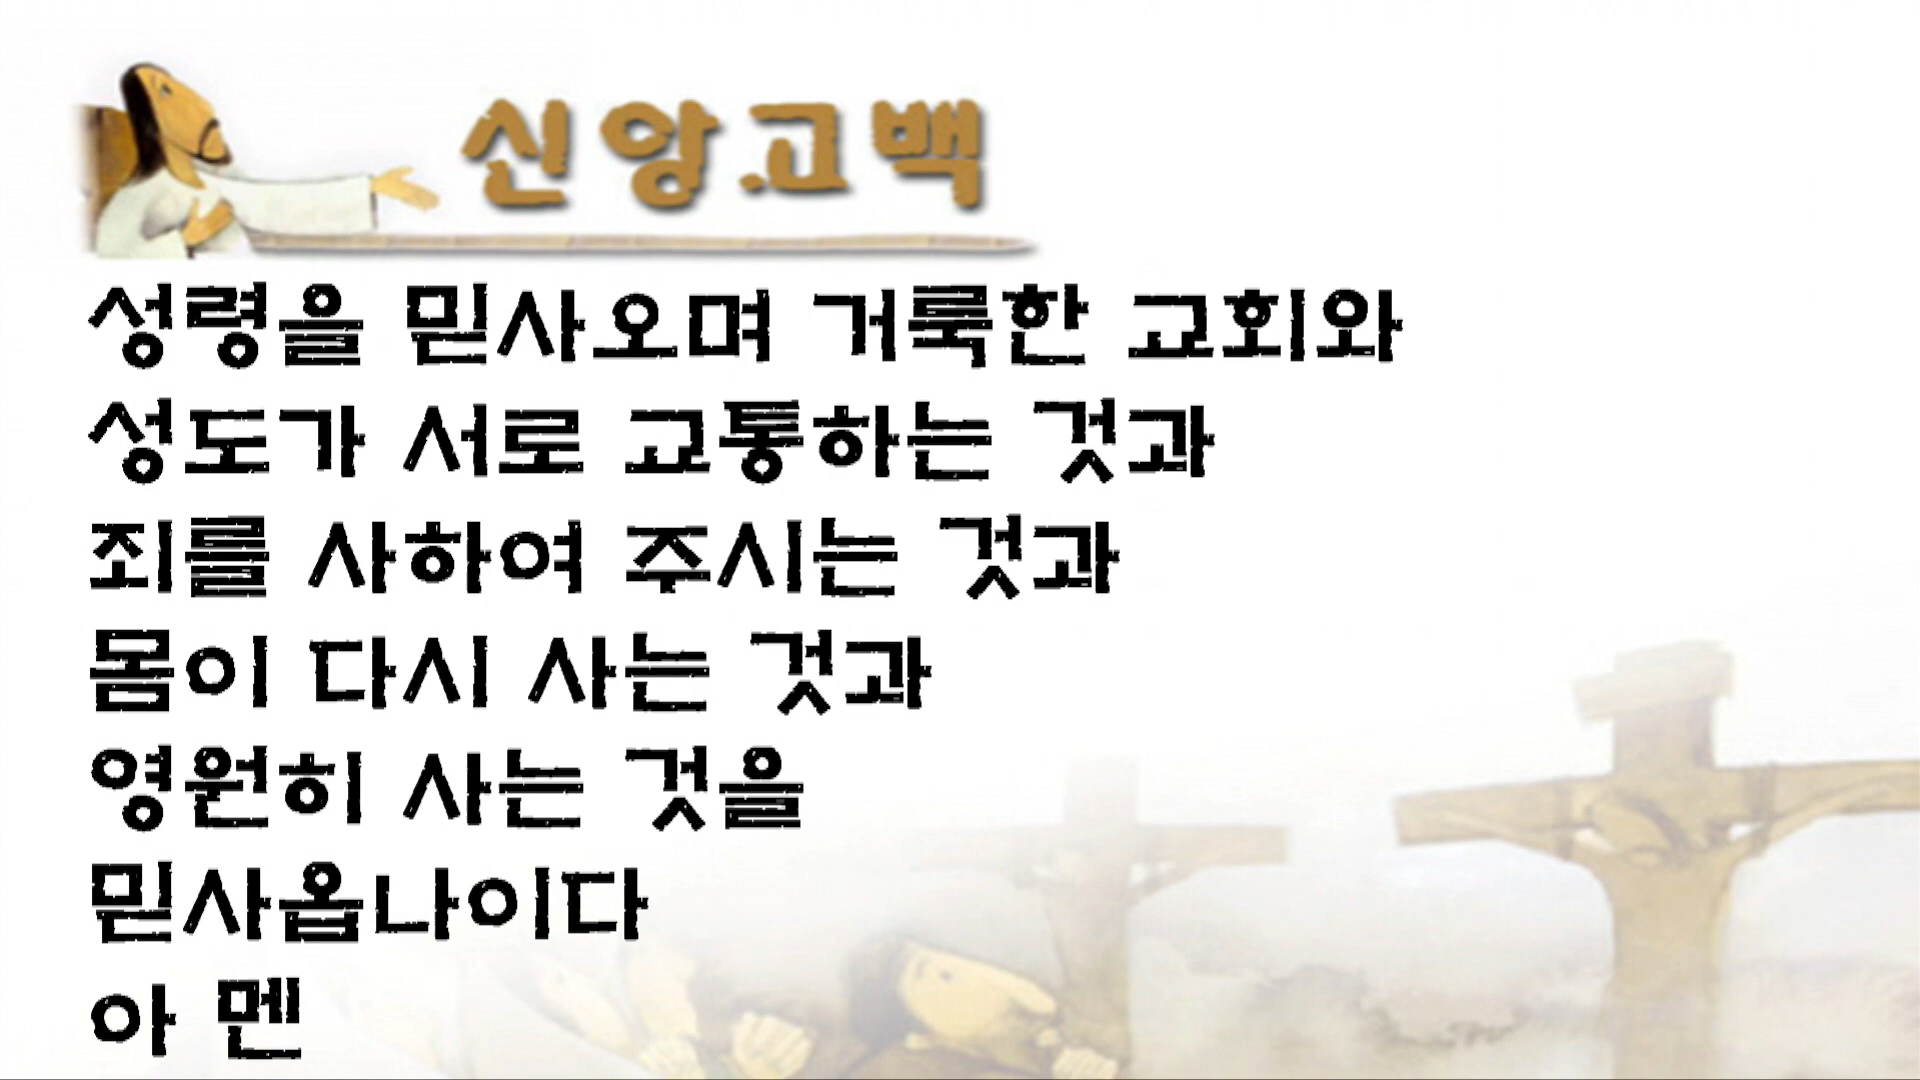 신앙고백
성령을 믿사오며 거룩한 교회와
성도가 서로 교통하는 것과
죄를 사하여 주시는 것과
몸이 다시 사는 것과
영원히 사는 것을
믿사옵나이다
아 멘